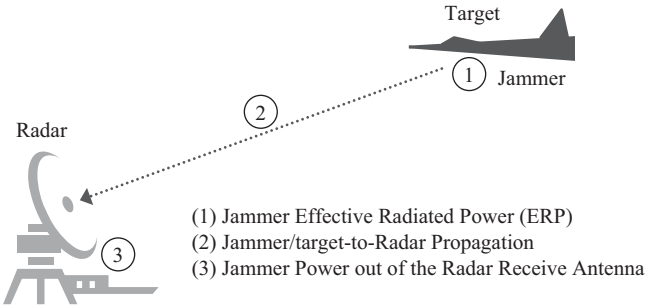 Target
1
Jammer
2
Radar
3
(1) Jammer Effective Radiated Power (ERP)
(2) Jammer/target-to-Radar Propagation
(3) Jammer Power out of the Radar Receive Antenna